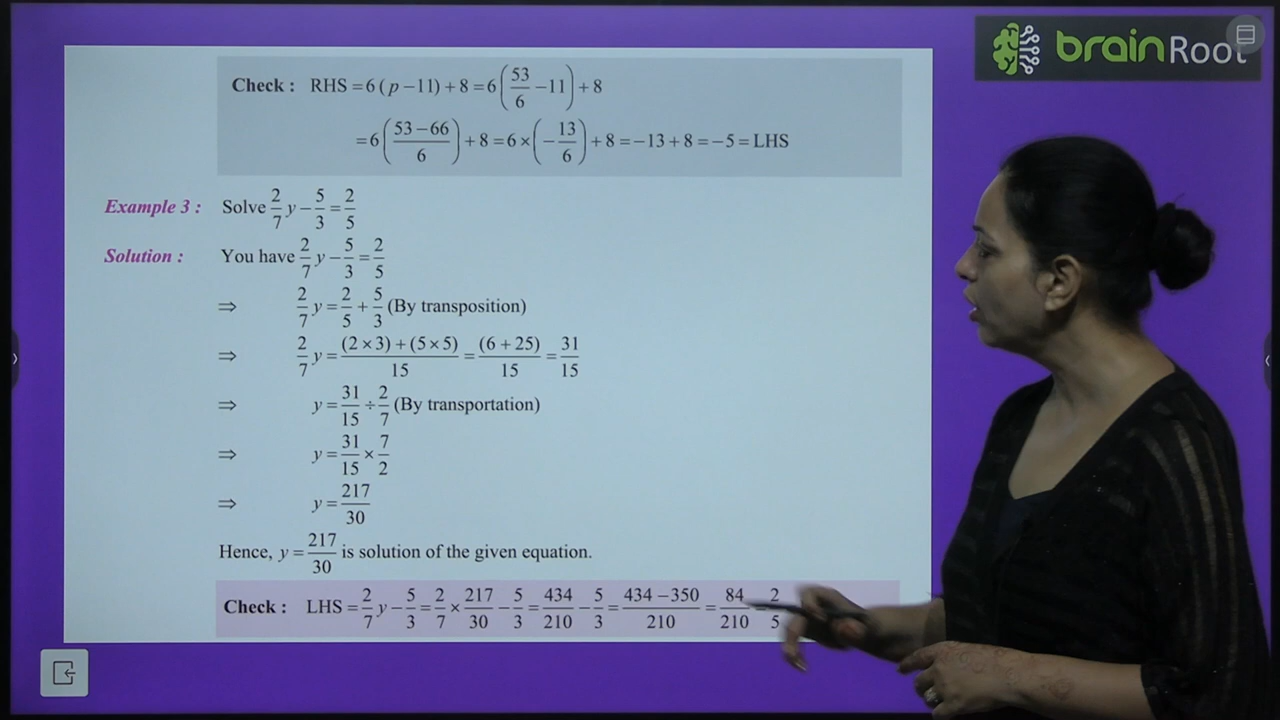 brainRoot
Check : RHS = 6 (p − 11) + 8 = 6 (53/6 − 11) + 8
= 6 ((53 − 66)/6) + 8 = 6 × (−13/6) + 8 = −13 + 8 = −5 = LHS
Example 3 : Solve 2/7 y − 5/3 = 2/5
Solution : You have 2/7 y − 5/3 = 2/5
⇒ 2/7 y = 2/5 + 5/3 (By transposition)
⇒ 2/7 y = ((2 × 3) + (5 × 5))/15 = (6 + 25)/15 = 31/15
⇒ y = 31/15 ÷ 2/7 (By transportation)
⇒ y = 31/15 × 7/2
⇒ y = 217/30
Hence, y = 217/30 is solution of the given equation.
Check : LHS = 2/7 y − 5/3 = 2/7 × 217/30 − 5/3 = 434/210 − 5/3 = (434 − 350)/210 = 84/210 = 2/5